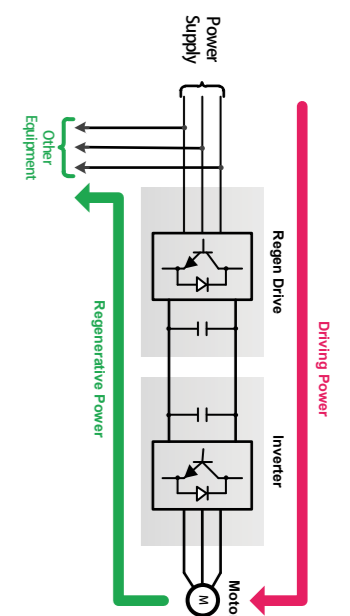 Power
Supply
Other
Equipment
Regen Drive
Driving Power
Regenerative Power
Inverter
Moto
M